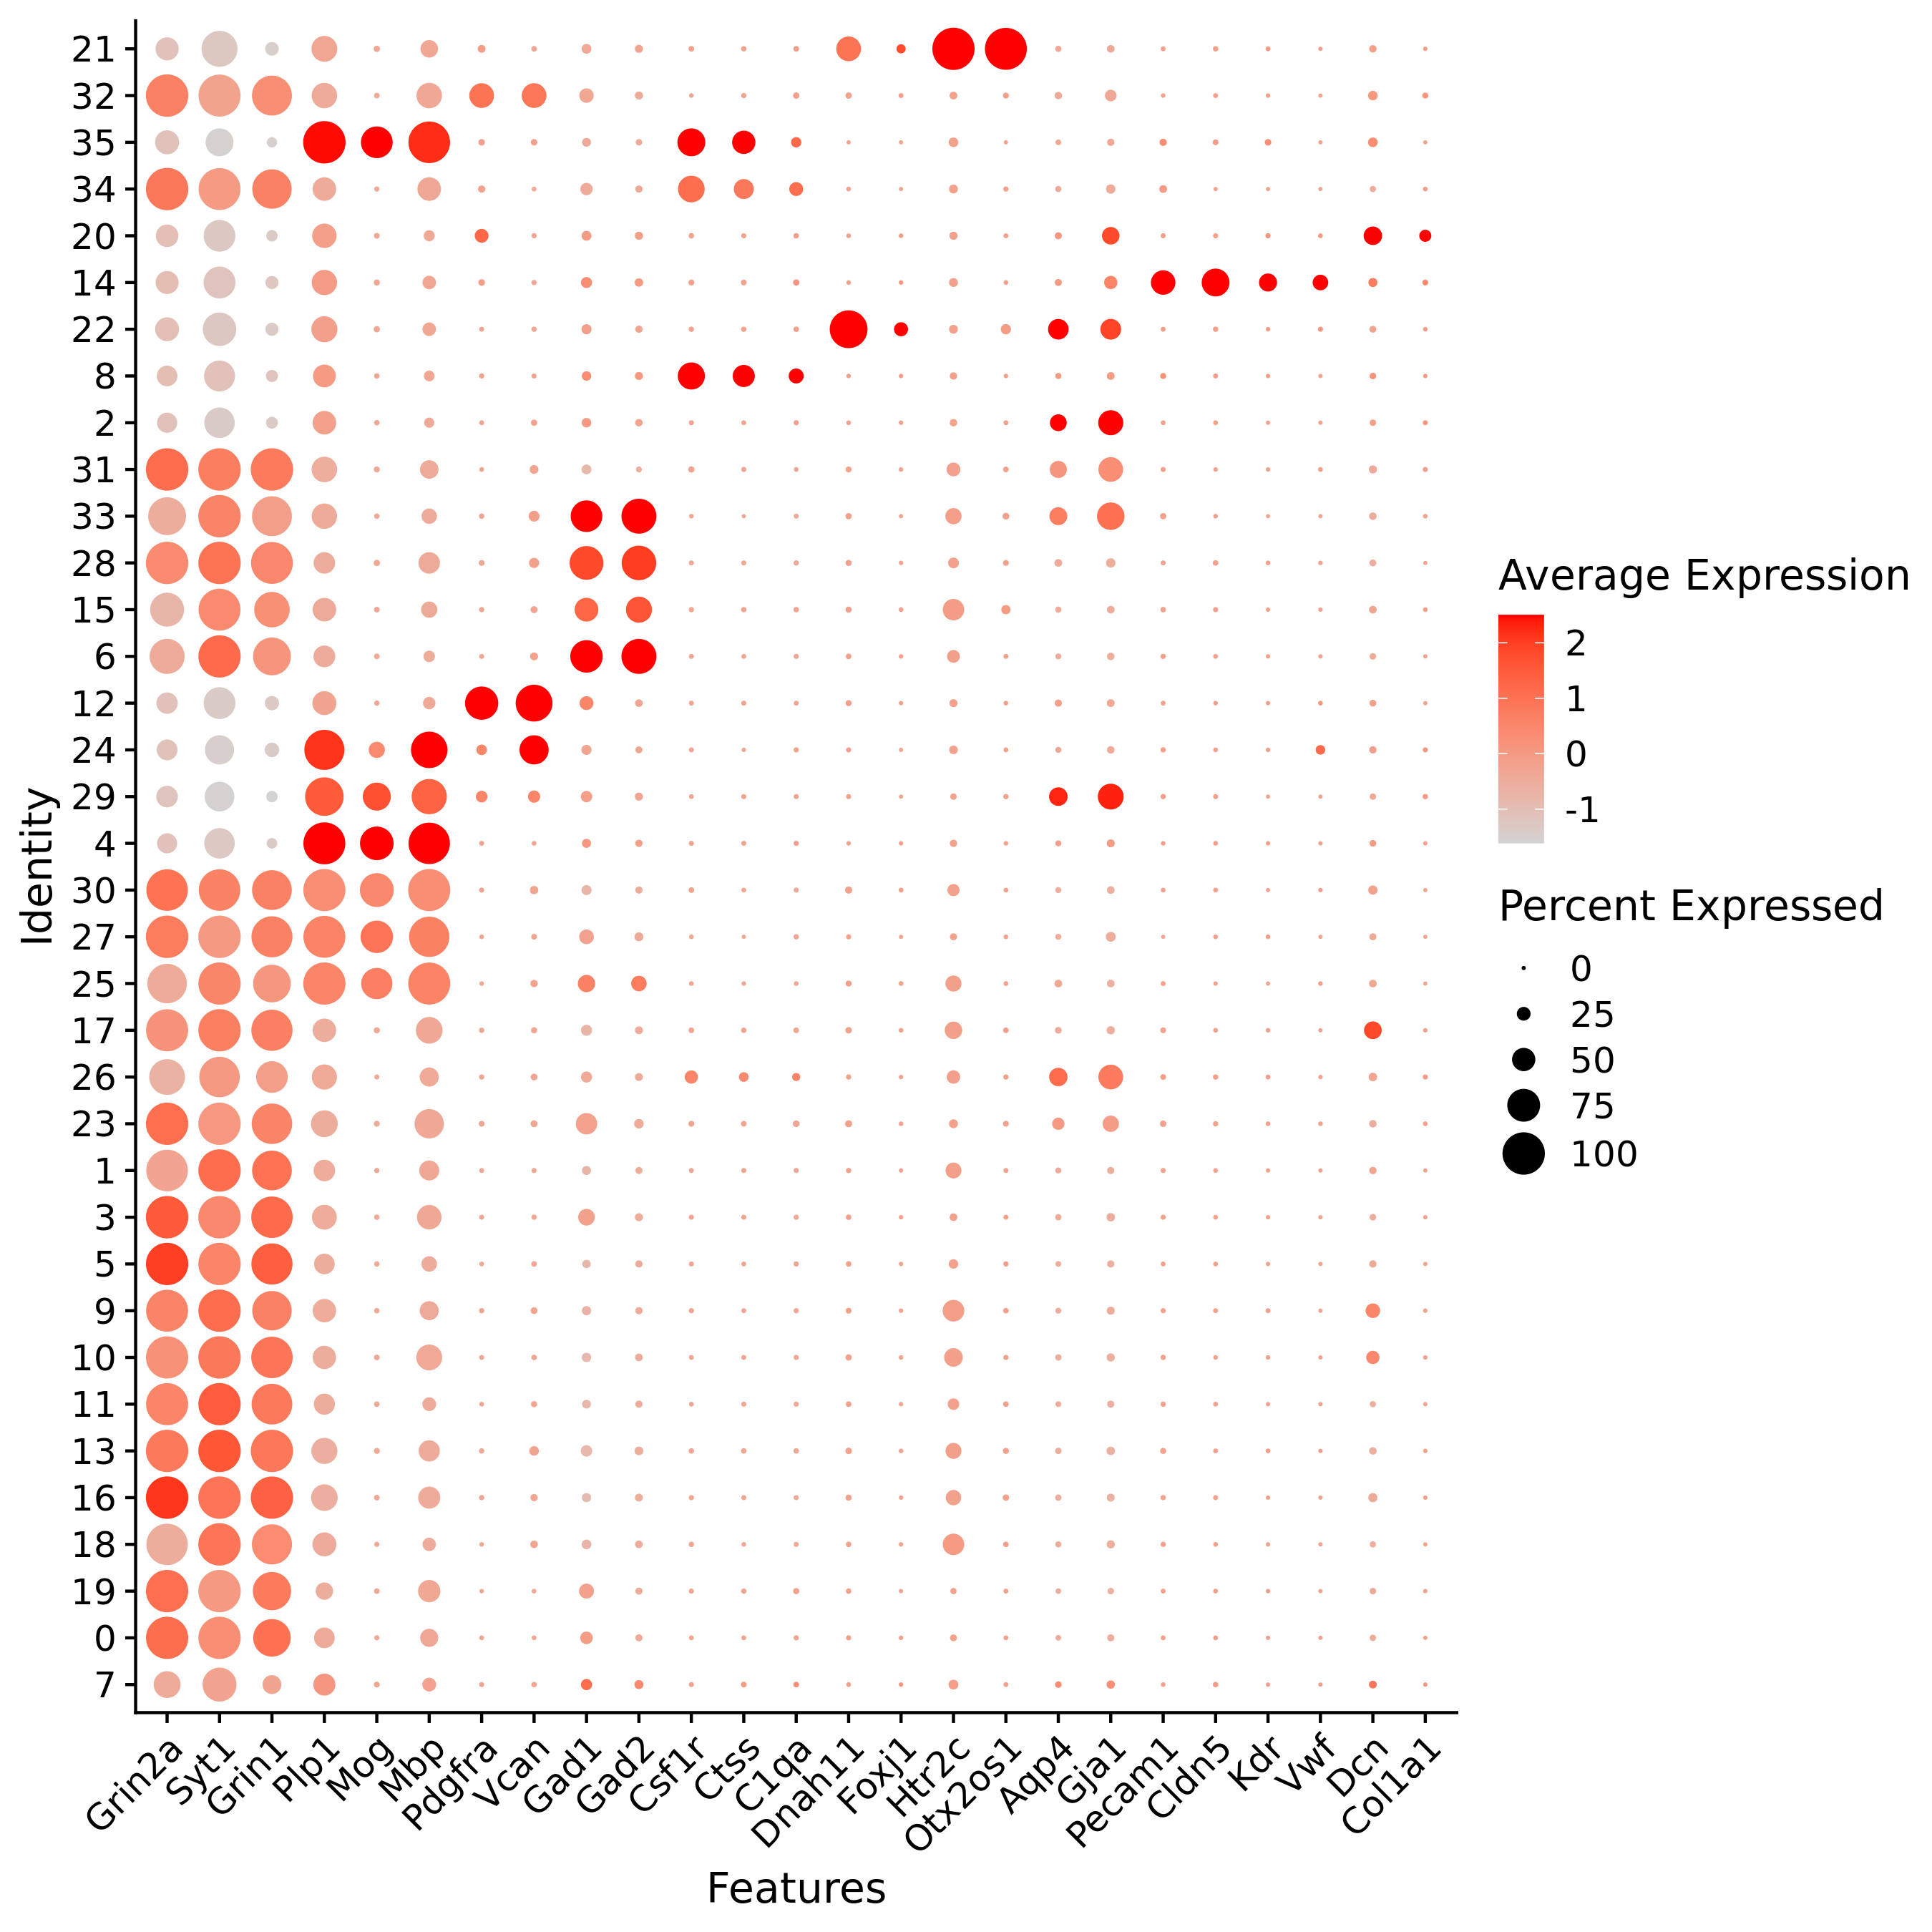 Identity
21
32
35
34
20
14
22
8
2
31
33
28
15
6
12
24
29
4
30
27
25
17
26
23
1
3
5
9
10
11
13
16
18
19
0
7
Grin2a
Syt1
Grin1
Plp1
Mog
Mbp
Pdgfra
Vcan
Gad1
Gad2
Csf1r
Ctss
C1qa
Dnah11
Foxj1
Htr2c
Otx2os1
Aqp4
Gja1
Pecam1
Cldn5
Kdr
Vwf
Dcn
Col1a1
Features
Average Expression
2
1
0
-1
Percent Expressed
0
25
50
75
100